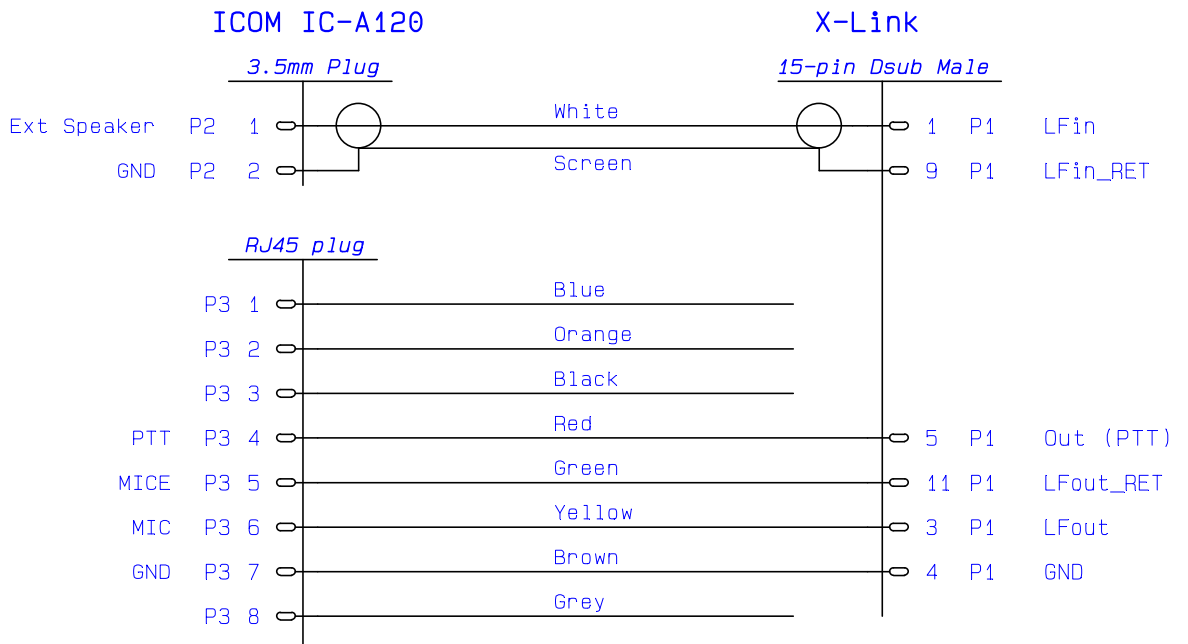 ICOM IC-A120 X-Link
3.5mm Plug 15-pin Dsub Male
White
Ext Speaker P2 1 1 P1 LFin
Screen
GND P2 2 9 P1 LFin_RET
RJ45 plug
Blue
P3 1
Orange
P3 2
Black
P3 3
Red
PTT P3 4 5 P1 Out (PTT)
Green
MICE P3 5 11 P1 LFout_RET
Yellow
MIC P3 6 3 P1 LFout
Brown
GND P3 7 4 P1 GND
Grey
P3 8